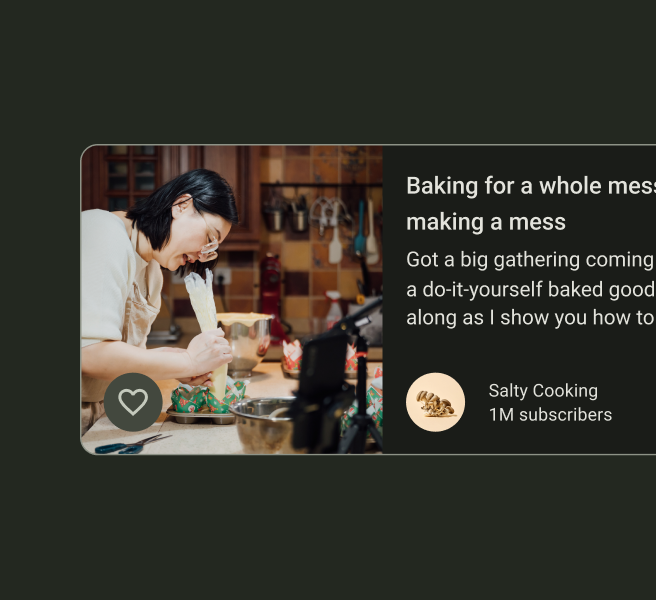 Baking for a whole mess
making a mess
Got a big gathering coming
a do-it-yourself baked good
along as I show you how to
Salty Cooking
1M subscribers